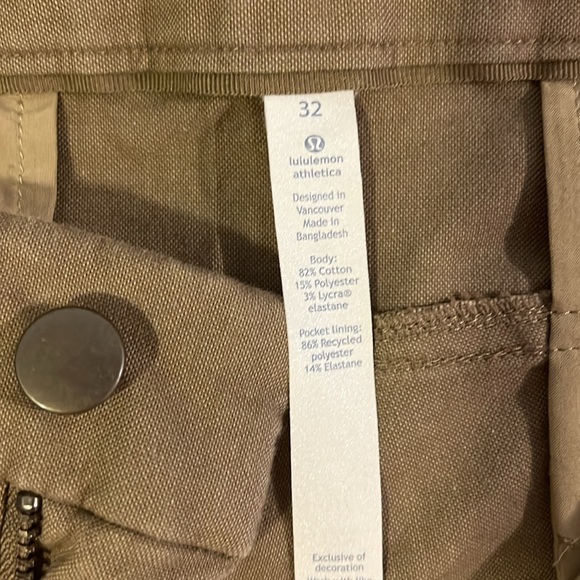 32
lululemon
athletica
Designed in
Vancouver
Made in
Bangladesh
Body:
82% Cotton
15% Polyester
3% Lycra®
elastane
Pocket lining:
86% Recycled
polyester
14% Elastane
Exclusive of
decoration